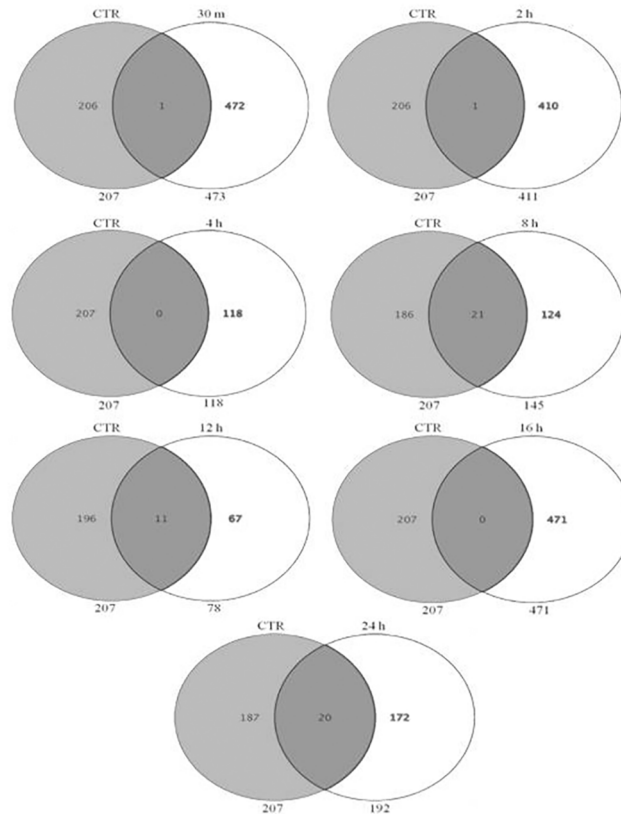 CTR 30 m CTR 2 h
206 1 472 206 1 410
207 473 207 411
CTR 4 h CTR 8 h
207 0 118 186 21 124
207 118 207 145
CTR 12 h CTR 16 h
196 11 67 207 0 471
207 78 207 471
CTR 24 h
187 20 172
207 192